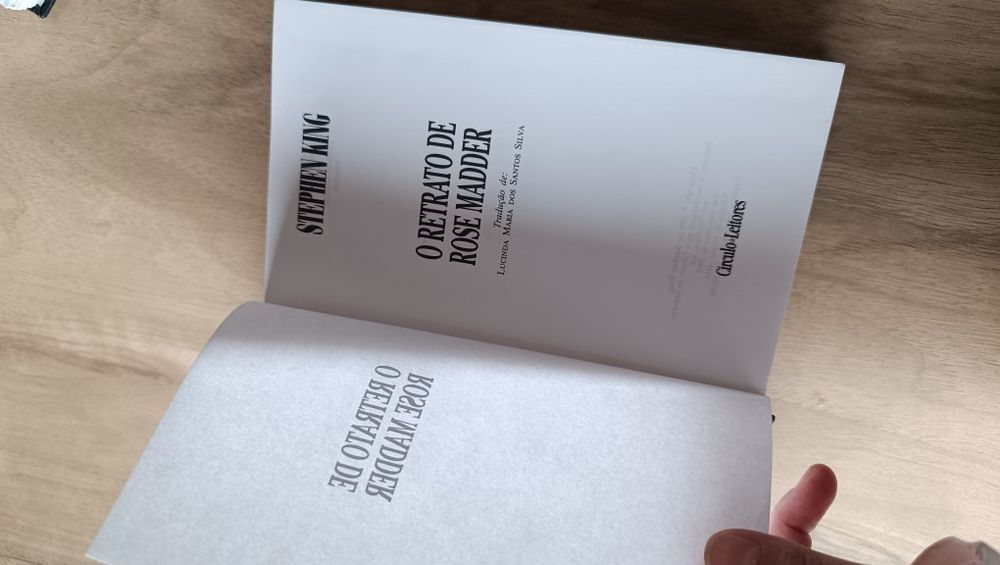 STEPHEN KING
O RETRATO DE
ROSE MADDER
Tradução de:
LUCINDA MARIA DOS SANTOS SILVA
Círculo de Leitores
O RETRATO DE
ROSE MADDER